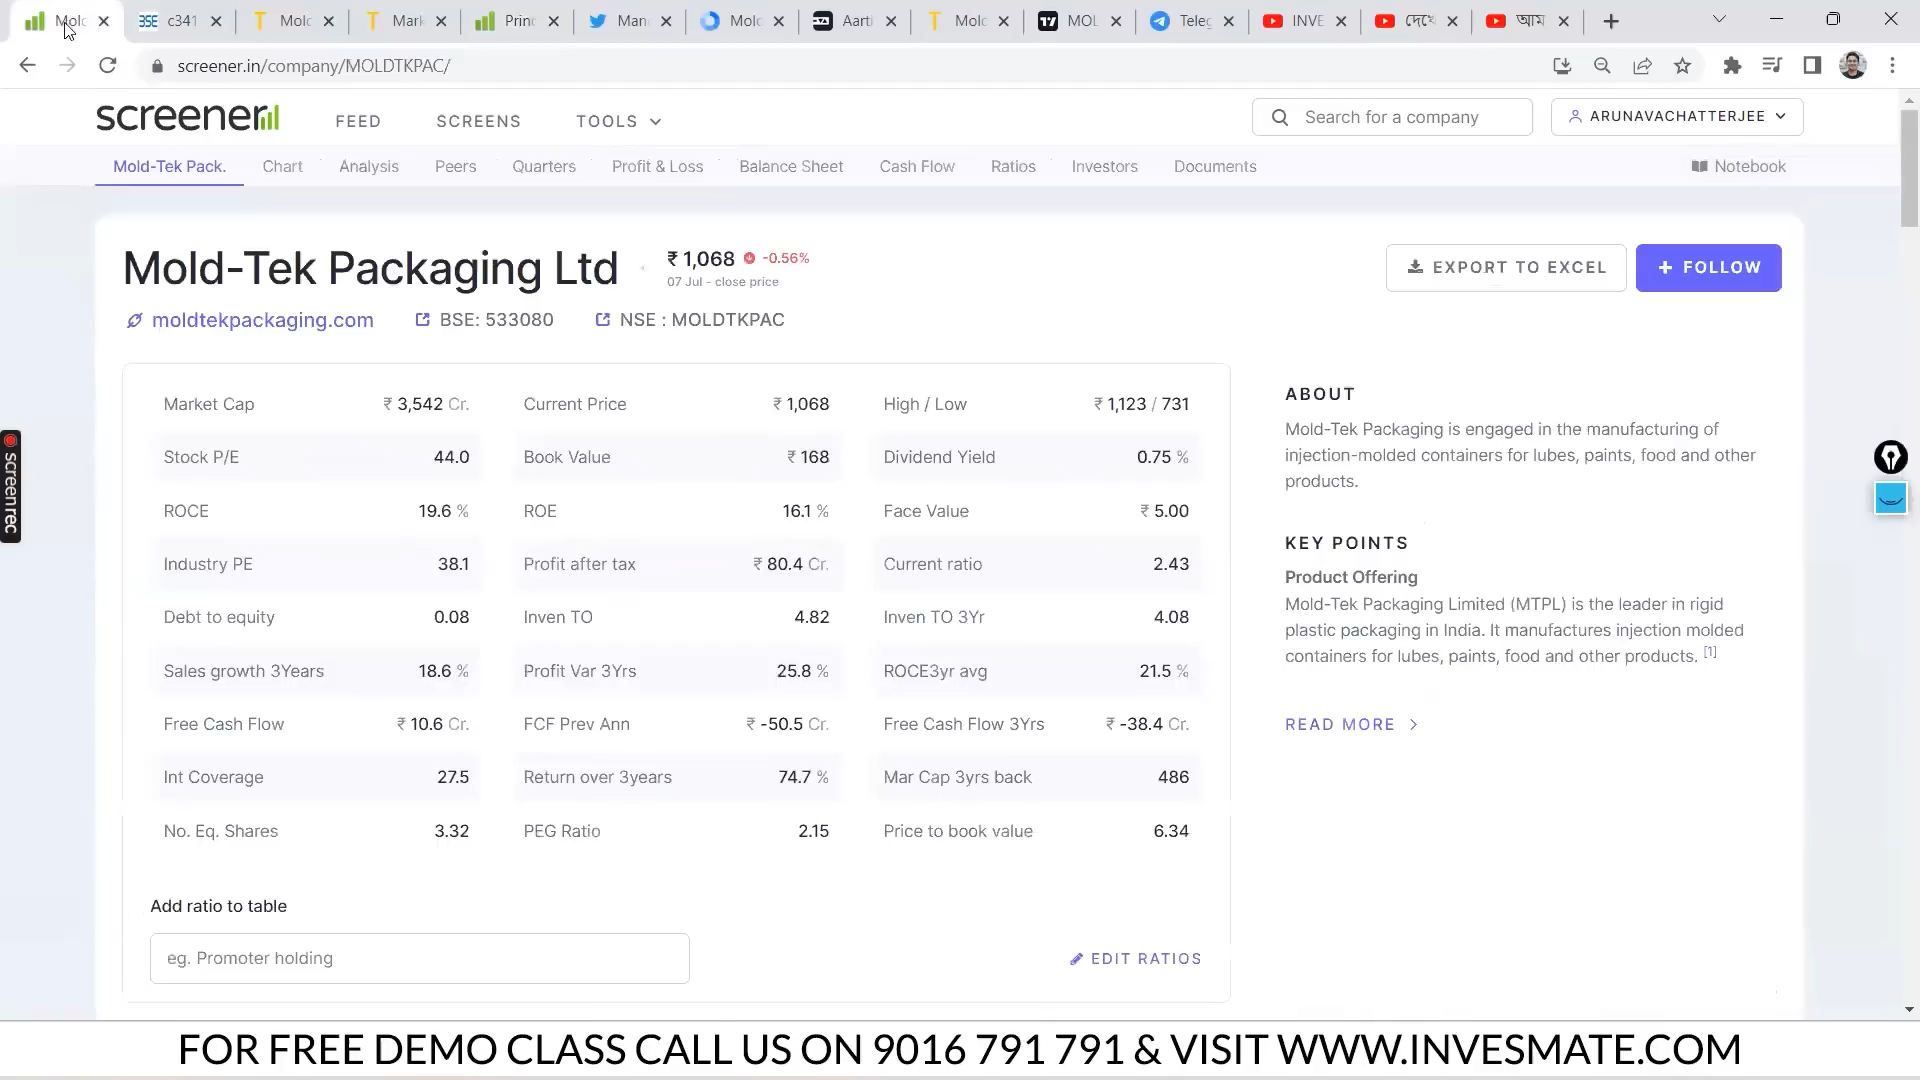 Mold
c341
Mold
Mark
Princ
Man
Mold
Aarti
Mold
MOL
Teleg
INVE
দেখে
আম
screener.in/company/MOLDTKPAC/
screener
FEED
SCREENS
TOOLS
Search for a company
ARUNAVACHATTERJEE
Mold-Tek Pack.
Chart
Analysis
Peers
Quarters
Profit & Loss
Balance Sheet
Cash Flow
Ratios
Investors
Documents
Notebook
Mold-Tek Packaging Ltd
₹ 1,068 -0.56%
07 Jul - close price
EXPORT TO EXCEL
+ FOLLOW
moldtekpackaging.com
BSE: 533080
NSE : MOLDTKPAC
Market Cap ₹ 3,542 Cr.
Current Price ₹ 1,068
High / Low ₹ 1,123 / 731
Stock P/E 44.0
Book Value ₹ 168
Dividend Yield 0.75 %
ROCE 19.6 %
ROE 16.1 %
Face Value ₹ 5.00
Industry PE 38.1
Profit after tax ₹ 80.4 Cr.
Current ratio 2.43
Debt to equity 0.08
Inven TO 4.82
Inven TO 3Yr 4.08
Sales growth 3Years 18.6 %
Profit Var 3Yrs 25.8 %
ROCE3yr avg 21.5 %
Free Cash Flow ₹ 10.6 Cr.
FCF Prev Ann ₹ -50.5 Cr.
Free Cash Flow 3Yrs ₹ -38.4 Cr.
Int Coverage 27.5
Return over 3years 74.7 %
Mar Cap 3yrs back 486
No. Eq. Shares 3.32
PEG Ratio 2.15
Price to book value 6.34
Add ratio to table
eg. Promoter holding
EDIT RATIOS
ABOUT
Mold-Tek Packaging is engaged in the manufacturing of
injection-molded containers for lubes, paints, food and other
products.
KEY POINTS
Product Offering
Mold-Tek Packaging Limited (MTPL) is the leader in rigid
plastic packaging in India. It manufactures injection molded
containers for lubes, paints, food and other products. [1]
READ MORE
screenrec
FOR FREE DEMO CLASS CALL US ON 9016 791 791 & VISIT WWW.INVESMATE.COM